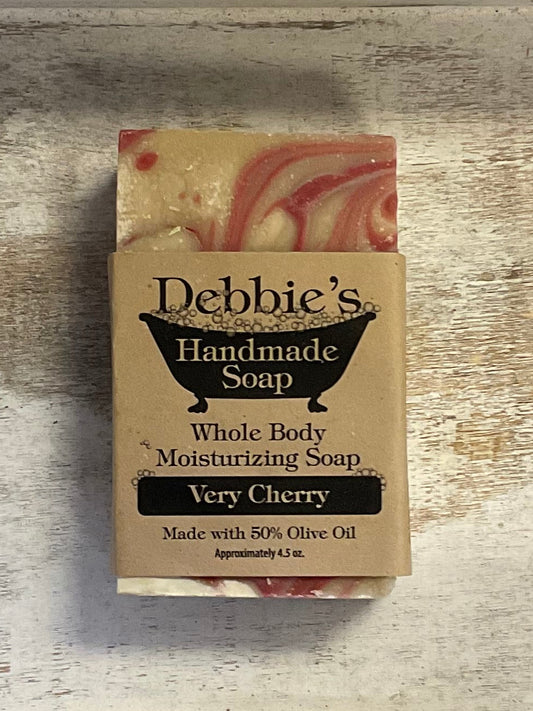 Debbie's
Handmade
Soap
Whole Body
Moisturizing Soap
Very Cherry
Made with 50% Olive Oil
Approximately 4.5 oz.